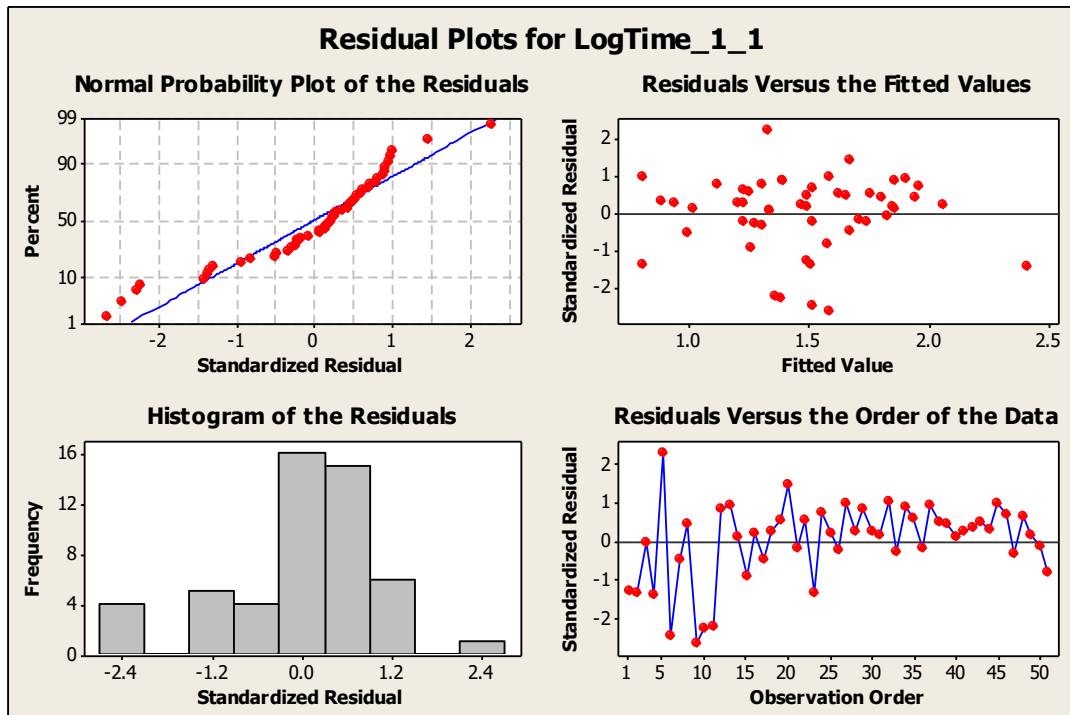 Residual Plots for LogTime_1_1
Normal Probability Plot of the Residuals
99
90
50
10
1
Percent
-2 -1 0 1 2
Standardized Residual
Residuals Versus the Fitted Values
2
1
0
-1
-2
Standardized Residual
1.0 1.5 2.0 2.5
Fitted Value
Histogram of the Residuals
16
12
8
4
0
Frequency
-2.4 -1.2 0.0 1.2 2.4
Standardized Residual
Residuals Versus the Order of the Data
2
1
0
-1
-2
Standardized Residual
1 5 10 15 20 25 30 35 40 45 50
Observation Order